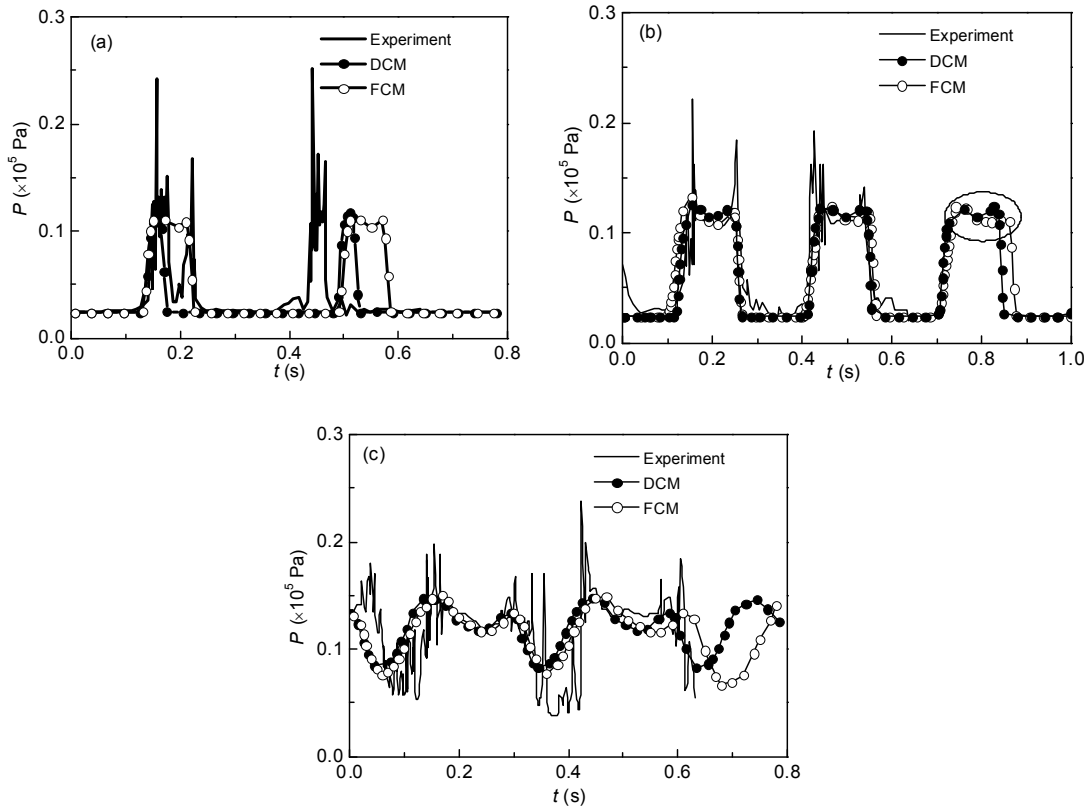 (a)
Experiment
DCM
FCM
P (×10⁵ Pa)
0.3
0.2
0.1
0.0
0.0 0.2 0.4 0.6 0.8
t (s)
(b)
Experiment
DCM
FCM
P (×10⁵ Pa)
0.3
0.2
0.1
0.0
0.0 0.2 0.4 0.6 0.8 1.0
t (s)
(c)
Experiment
DCM
FCM
P (×10⁵ Pa)
0.3
0.2
0.1
0.0
0.0 0.2 0.4 0.6 0.8
t (s)